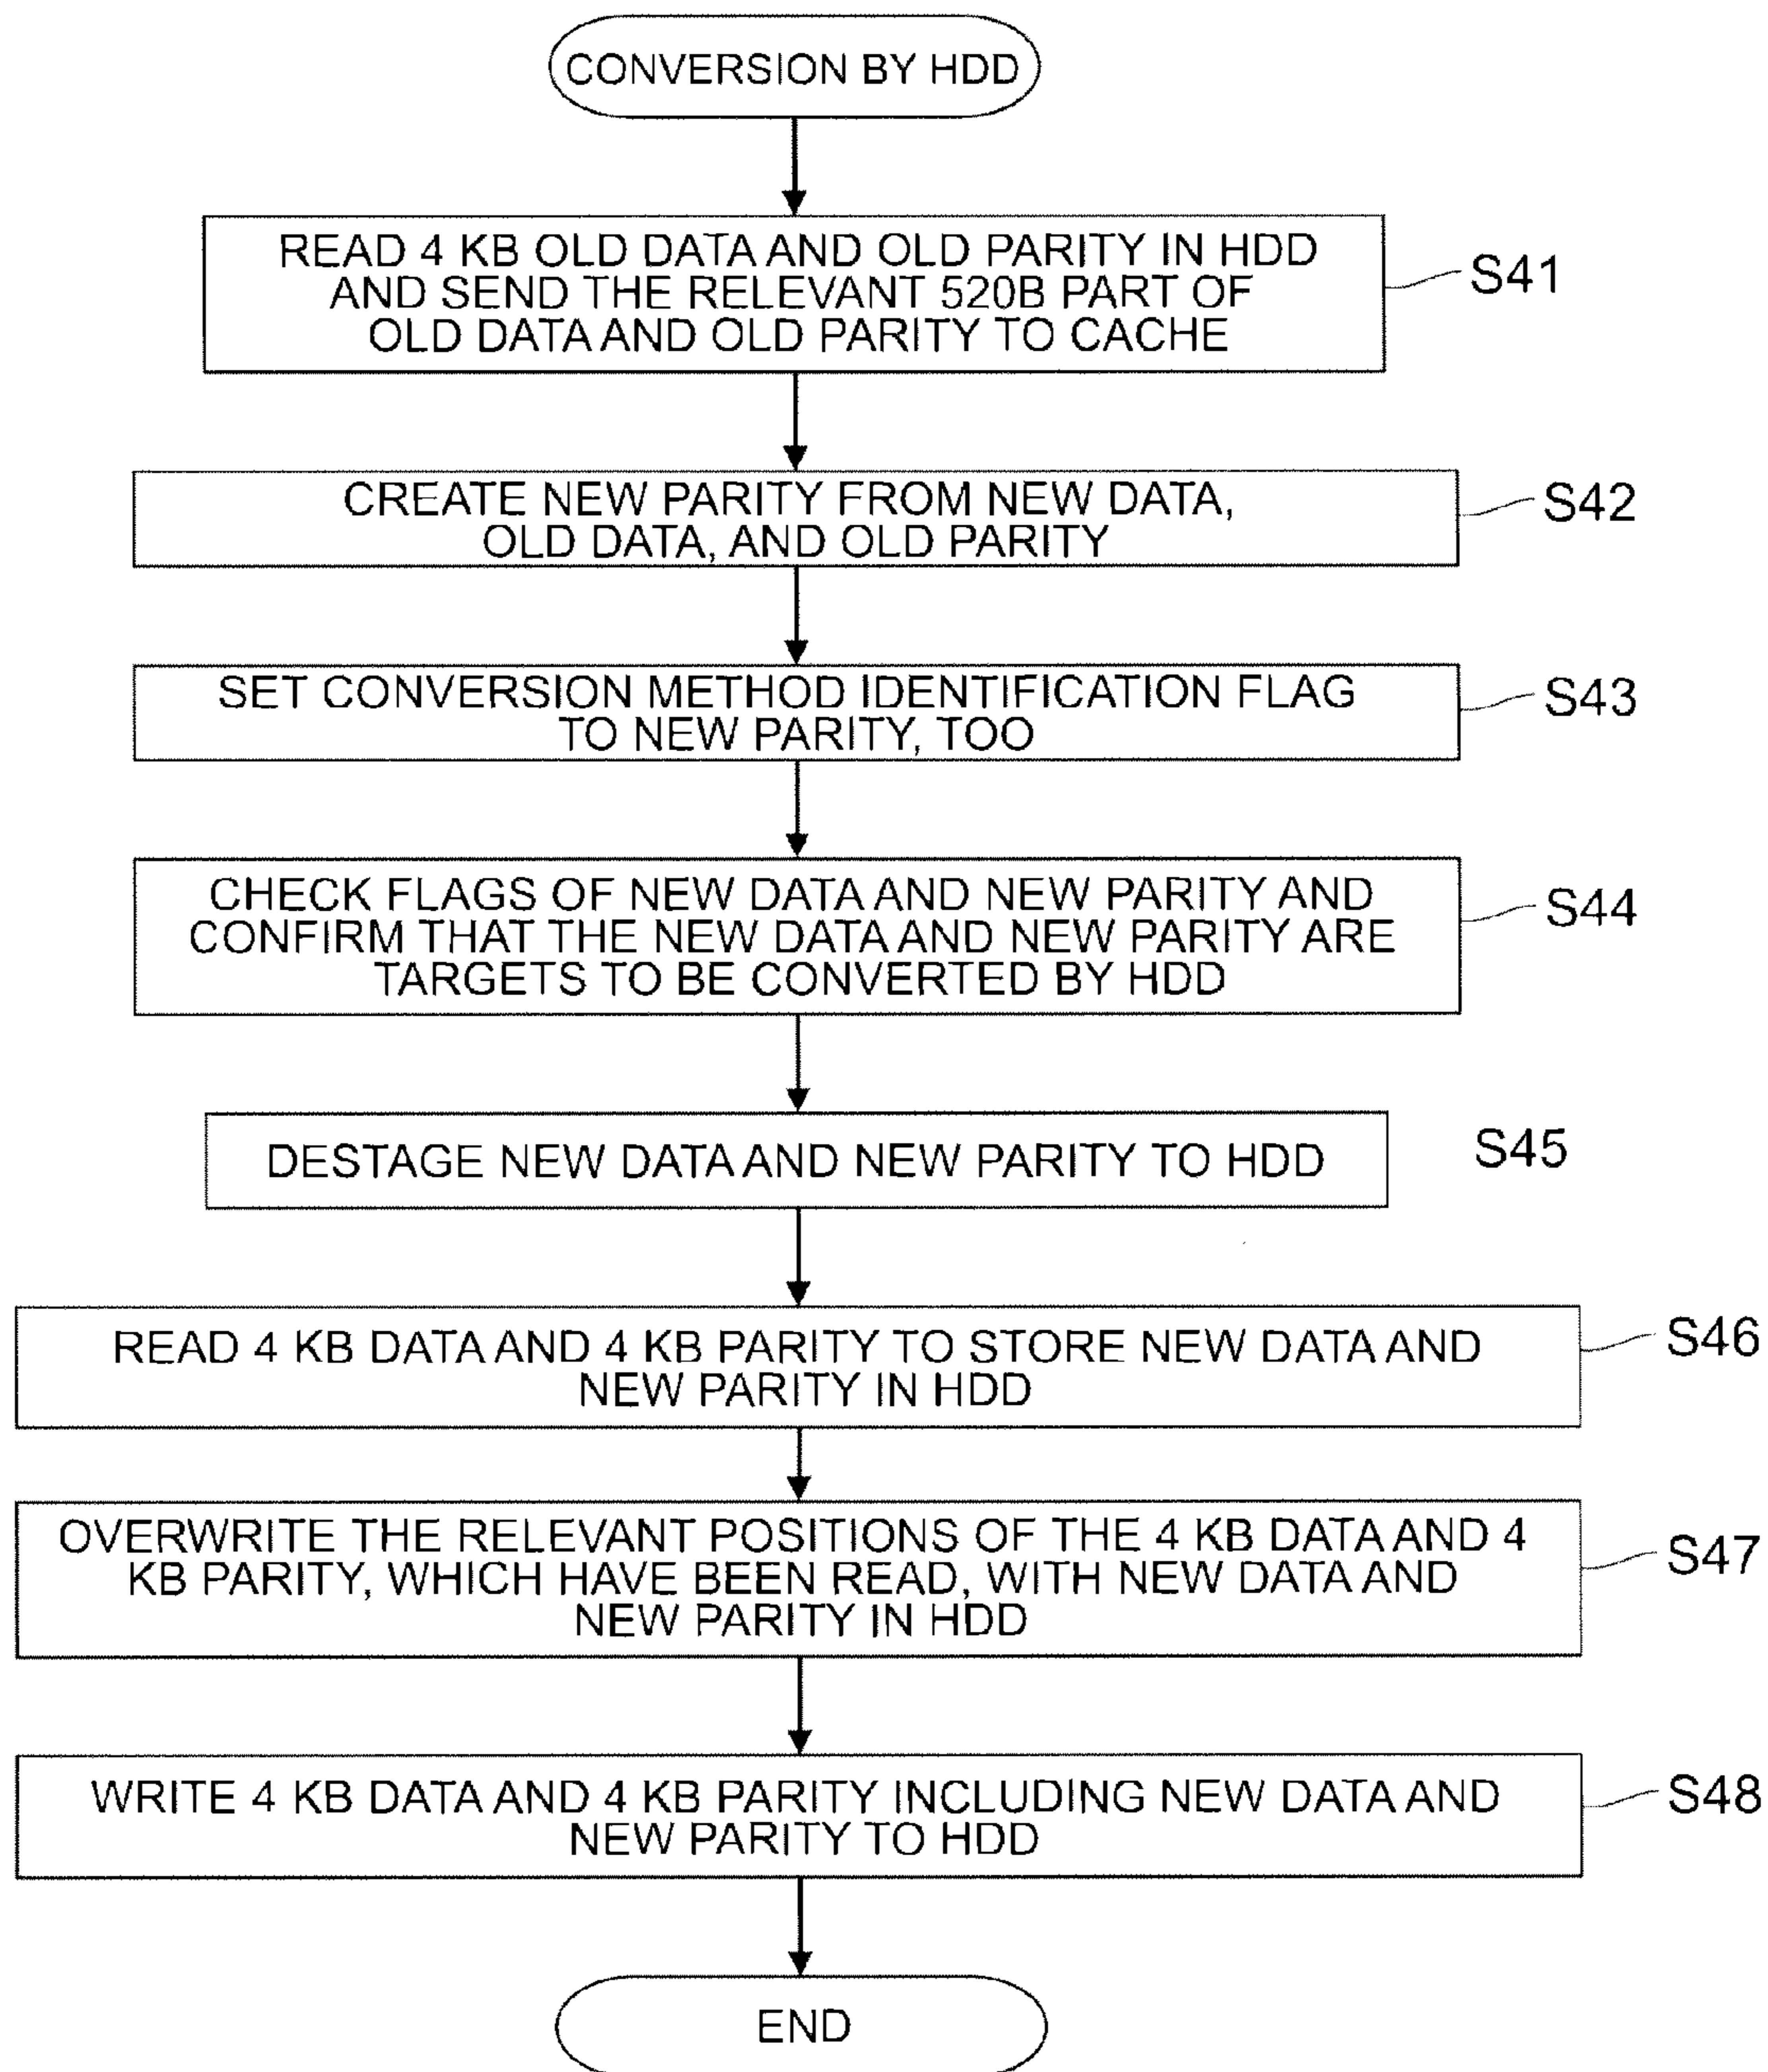 CONVERSION BY HDD
READ 4 KB OLD DATA AND OLD PARITY IN HDD
AND SEND THE RELEVANT 520B PART OF
OLD DATA AND OLD PARITY TO CACHE
S41
CREATE NEW PARITY FROM NEW DATA,
OLD DATA, AND OLD PARITY
S42
SET CONVERSION METHOD IDENTIFICATION FLAG
TO NEW PARITY, TOO
S43
CHECK FLAGS OF NEW DATA AND NEW PARITY AND
CONFIRM THAT THE NEW DATA AND NEW PARITY ARE
TARGETS TO BE CONVERTED BY HDD
S44
DESTAGE NEW DATA AND NEW PARITY TO HDD
S45
READ 4 KB DATA AND 4 KB PARITY TO STORE NEW DATA AND
NEW PARITY IN HDD
S46
OVERWRITE THE RELEVANT POSITIONS OF THE 4 KB DATA AND 4
KB PARITY, WHICH HAVE BEEN READ, WITH NEW DATA AND
NEW PARITY IN HDD
S47
WRITE 4 KB DATA AND 4 KB PARITY INCLUDING NEW DATA AND
NEW PARITY TO HDD
S48
END